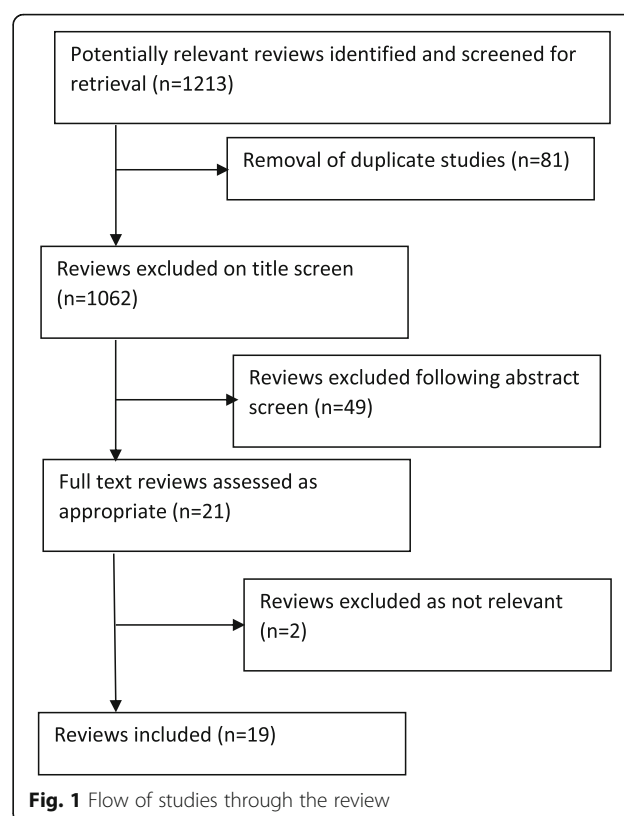 Potentially relevant reviews identified and screened for
retrieval (n=1213)
Removal of duplicate studies (n=81)
Reviews excluded on title screen
(n=1062)
Reviews excluded following abstract
screen (n=49)
Full text reviews assessed as
appropriate (n=21)
Reviews excluded as not relevant
(n=2)
Reviews included (n=19)
Fig. 1 Flow of studies through the review